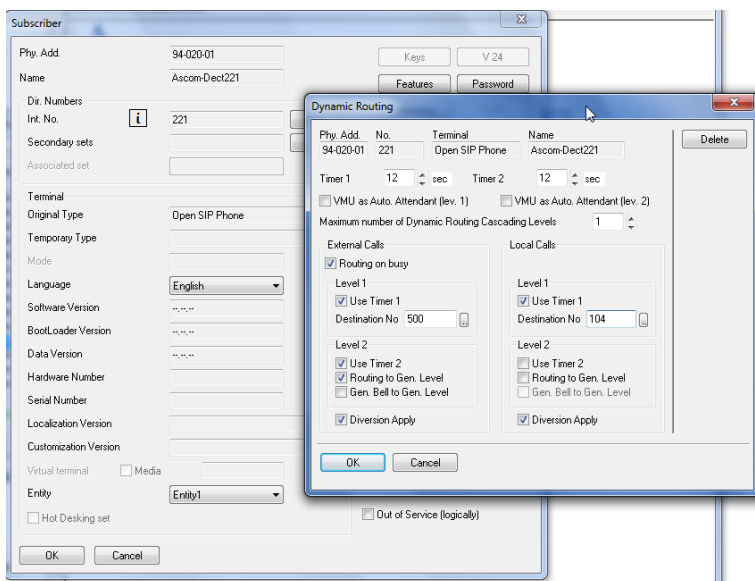 Subscriber
Phy. Add. 94-020-01 Keys V 24
Name Ascom-Dect221 Features Password
Dir. Numbers
Int. No. i 221
Secondary sets
Associated set
Terminal
Original Type Open SIP Phone
Temporary Type
Mode
Language English
Software Version --.--.--
BootLoader Version --.--.--
Data Version --.--.--
Hardware Number
Serial Number
Localization Version
Customization Version
Virtual terminal Media
Entity Entity1
Hot Desking set Out of Service (logically)
OK Cancel
Dynamic Routing
Phy. Add. No. Terminal Name
94-020-01 221 Open SIP Phone Ascom-Dect221 Delete
Timer 1 12 sec Timer 2 12 sec
VMU as Auto. Attendant (lev. 1) VMU as Auto. Attendant (lev. 2)
Maximum number of Dynamic Routing Cascading Levels 1
External Calls Local Calls
Routing on busy
Level 1 Level 1
Use Timer 1 Use Timer 1
Destination No 500 Destination No 104
Level 2 Level 2
Use Timer 2 Use Timer 2
Routing to Gen. Level Routing to Gen. Level
Gen. Bell to Gen. Level Gen. Bell to Gen. Level
Diversion Apply Diversion Apply
OK Cancel